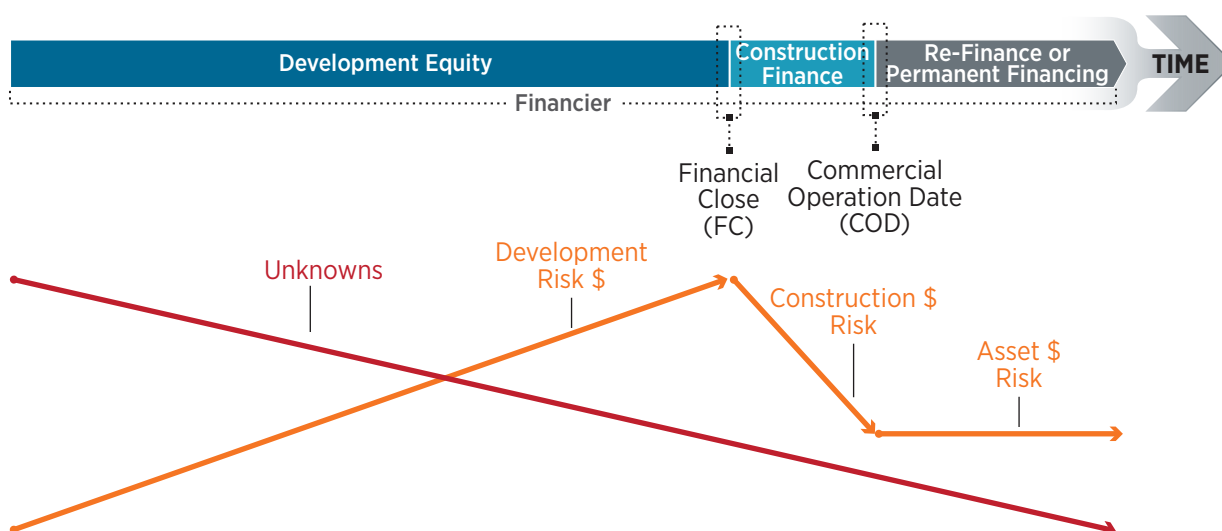 Development Equity
Construction
Finance
Re-Finance or
Permanent Financing
TIME
Financier
Financial
Close
(FC)
Commercial
Operation Date
(COD)
Unknowns
Development
Risk $
Construction $
Risk
Asset $
Risk